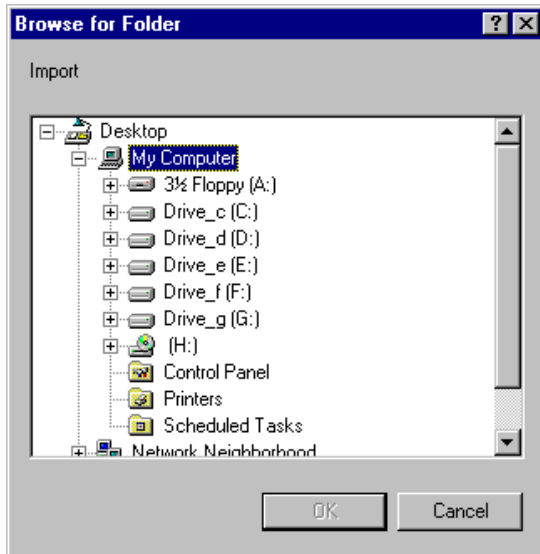 Browse for Folder
Import
Desktop
My Computer
3½ Floppy (A:)
Drive_c (C:)
Drive_d (D:)
Drive_e (E:)
Drive_f (F:)
Drive_g (G:)
(H:)
Control Panel
Printers
Scheduled Tasks
Network Neighborhood
OK Cancel